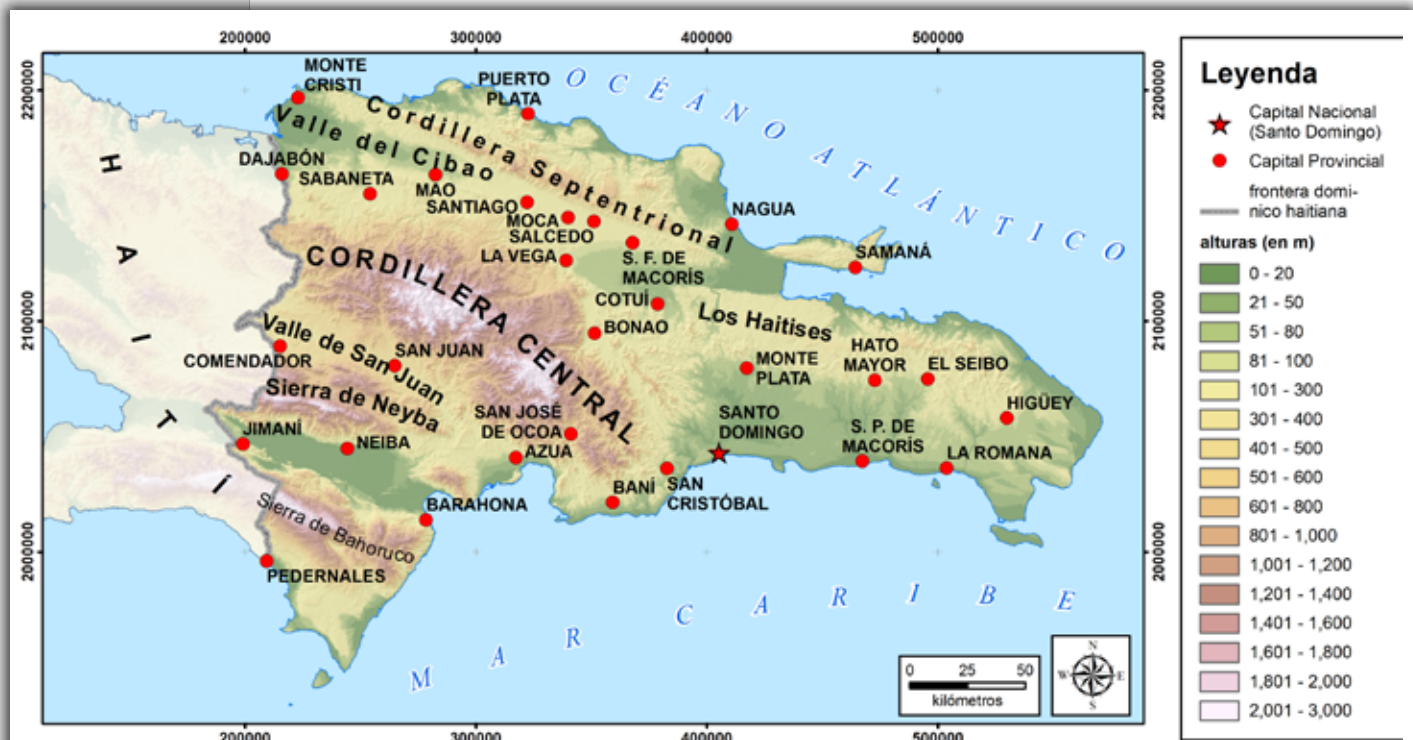 200000
300000
400000
500000
2200000
2100000
2000000
2200000
2100000
2000000
OCÉANO ATLÁNTICO
MONTE
CRISTI
PUERTO
PLATA
Cordillera Septentrional
Valle del Cibao
HAITÍ
DAJABÓN
SABANETA
MAO
SANTIAGO
MOCA
SALCEDO
NAGUA
LA VEGA
S. F. DE
MACORÍS
SAMANÁ
CORDILLERA CENTRAL
COTUÍ
BONAO
Los Haitises
Valle de San Juan
COMENDADOR
SAN JUAN
MONTE
PLATA
HATO
MAYOR
EL SEIBO
Sierra de Neyba
HIGÜEY
SAN JOSÉ
DE OCOA
SANTO
DOMINGO
S. P. DE
MACORÍS
JIMANÍ
NEIBA
AZUA
LA ROMANA
BANÍ
SAN
CRISTÓBAL
BARAHONA
Sierra de Bahoruco
PEDERNALES
MAR CARIBE
0 25 50
kilómetros
N
W E
S
200000
300000
400000
500000
Leyenda
Capital Nacional
(Santo Domingo)
Capital Provincial
frontera domi-
nico haitiana
alturas (en m)
0 - 20
21 - 50
51 - 80
81 - 100
101 - 300
301 - 400
401 - 500
501 - 600
601 - 800
801 - 1,000
1,001 - 1,200
1,201 - 1,400
1,401 - 1,600
1,601 - 1,800
1,801 - 2,000
2,001 - 3,000